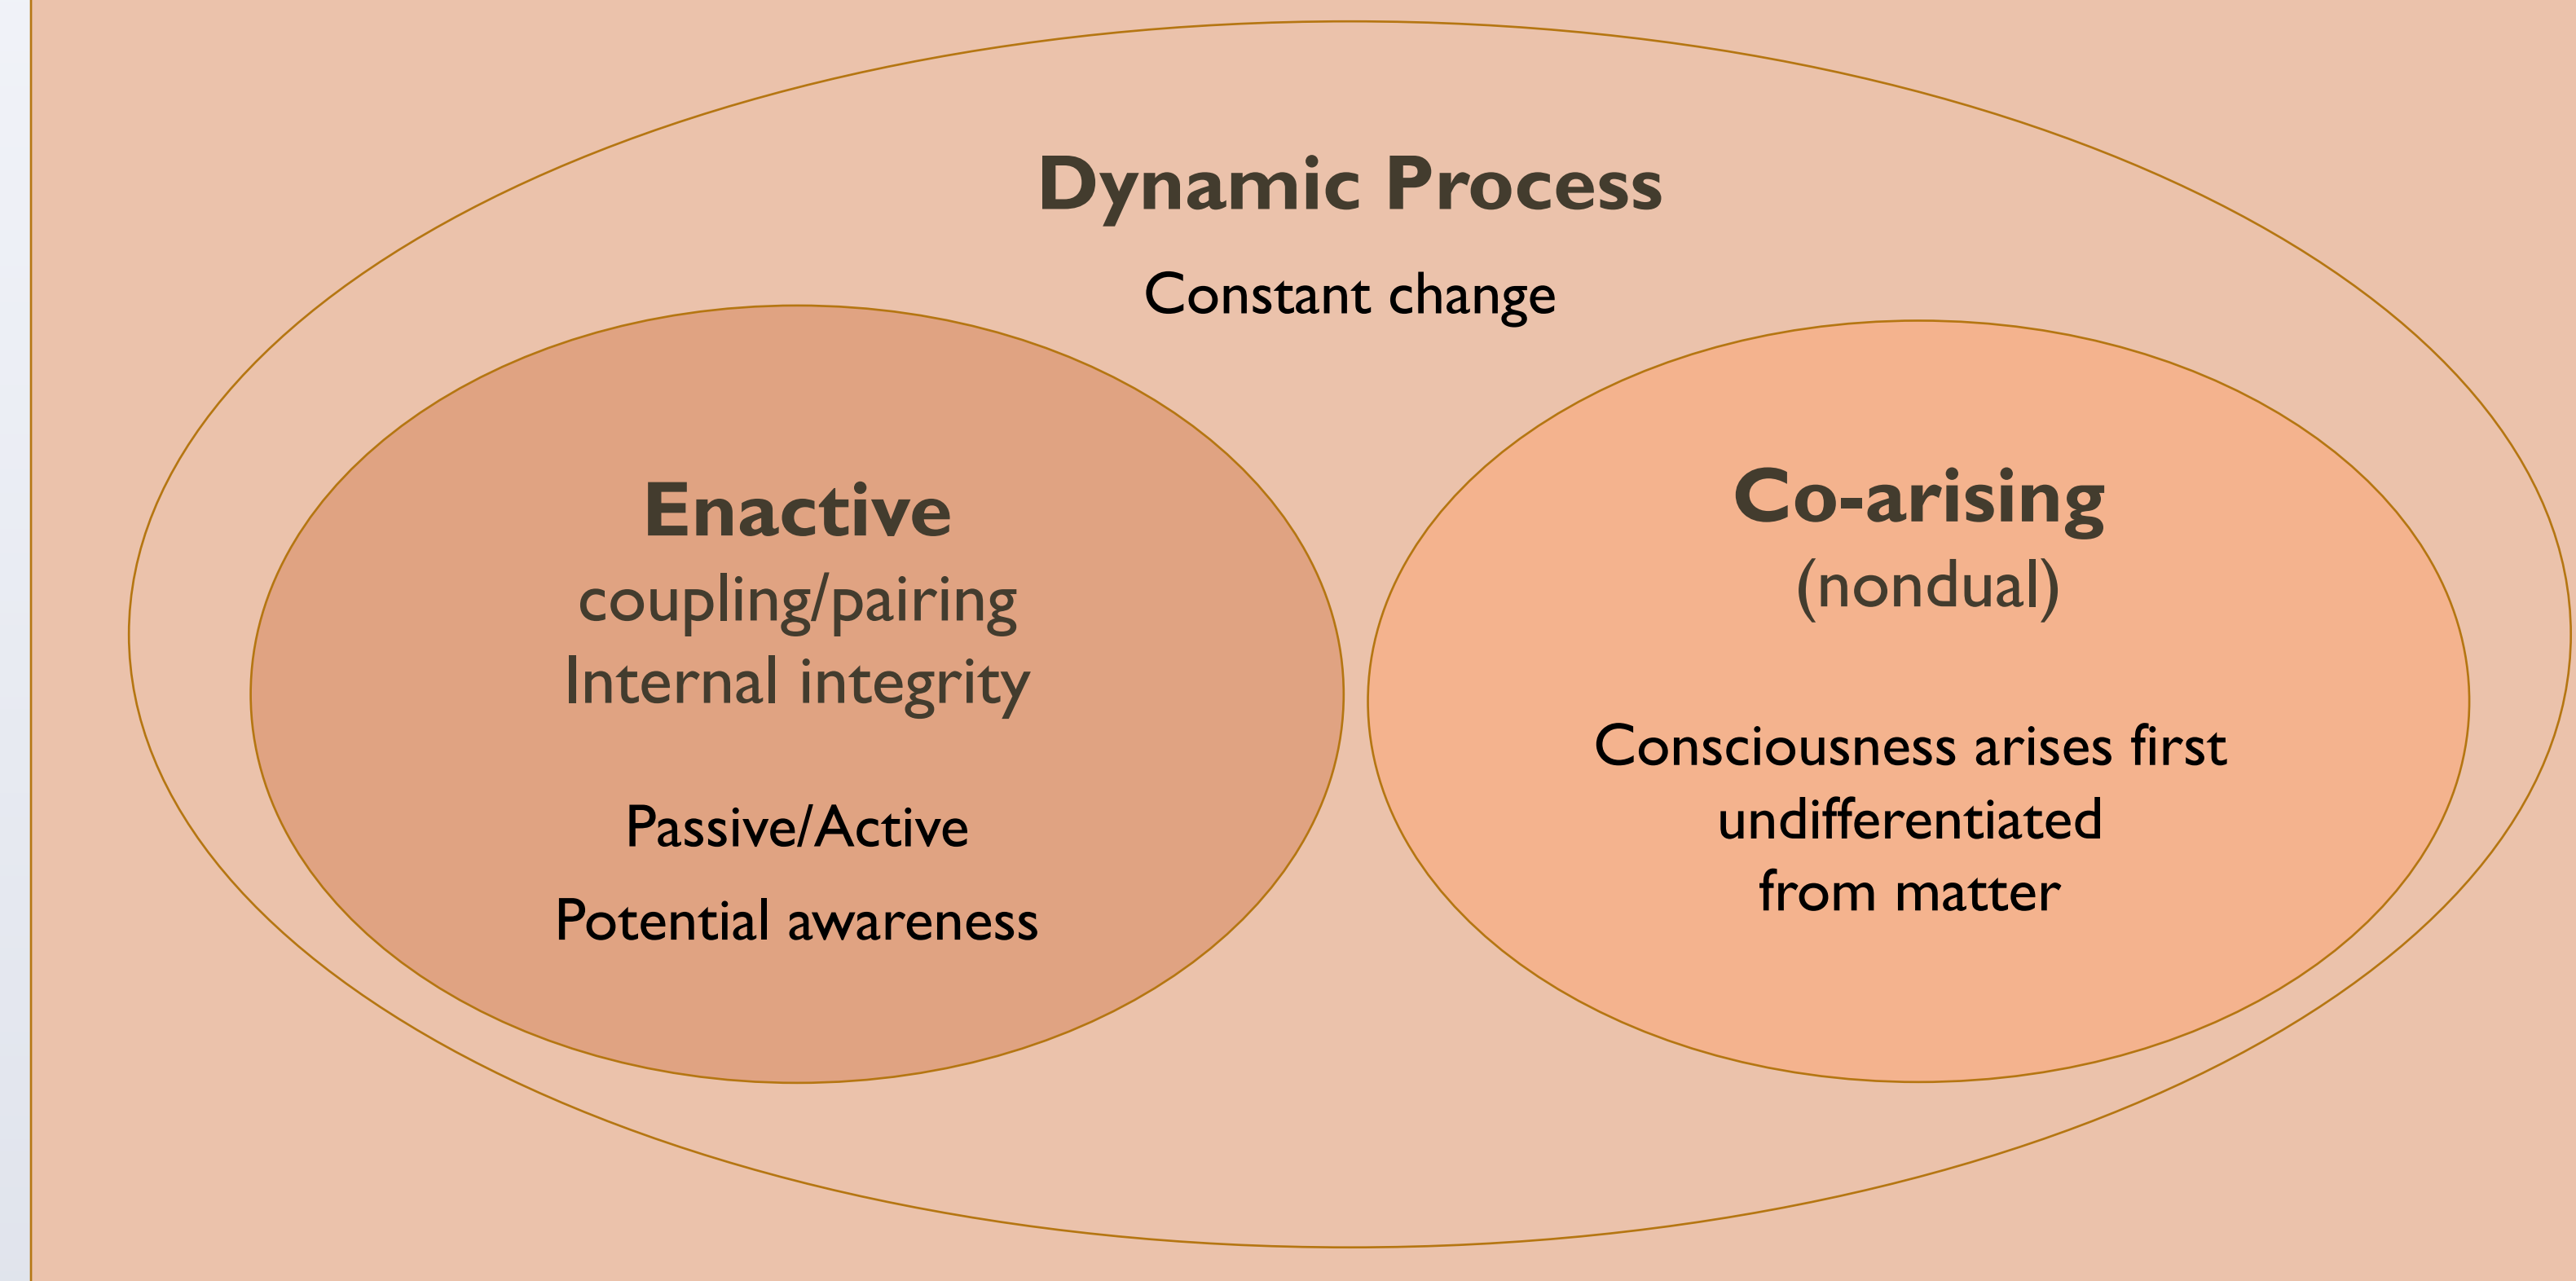 Dynamic Process
Constant change
Enactive
coupling/pairing
Internal integrity
Passive/Active
Potential awareness
Co-arising
(nondual)
Consciousness arises first
undifferentiated
from matter